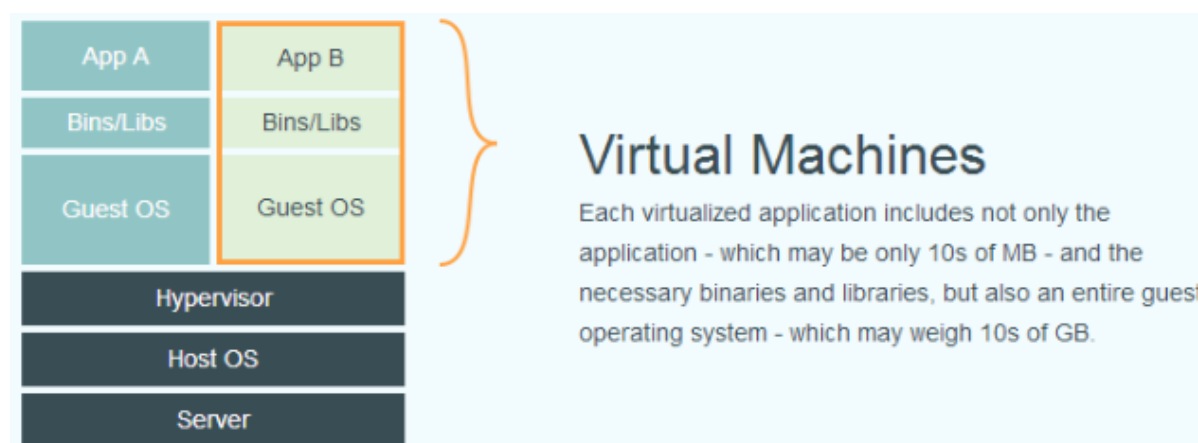 App A
App B
Bins/Libs
Bins/Libs
Guest OS
Guest OS
Hypervisor
Host OS
Server
Virtual Machines
Each virtualized application includes not only the
application - which may be only 10s of MB - and the
necessary binaries and libraries, but also an entire guest
operating system - which may weigh 10s of GB.